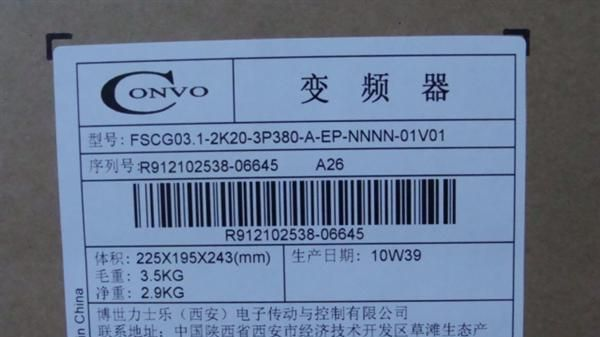 CONVO
变频器
型号: FSCG03.1-2K20-3P380-A-EP-NNNN-01V01
序列号:R912102538-06645 A26
R912102538-06645
体积: 225X195X243(mm)
毛重: 3.5KG
净重: 2.9KG
生产日期: 10W39
博世力士乐（西安）电子传动与控制有限公司
联系地址: 中国陕西省西安市经济技术开发区草滩生态产
in China